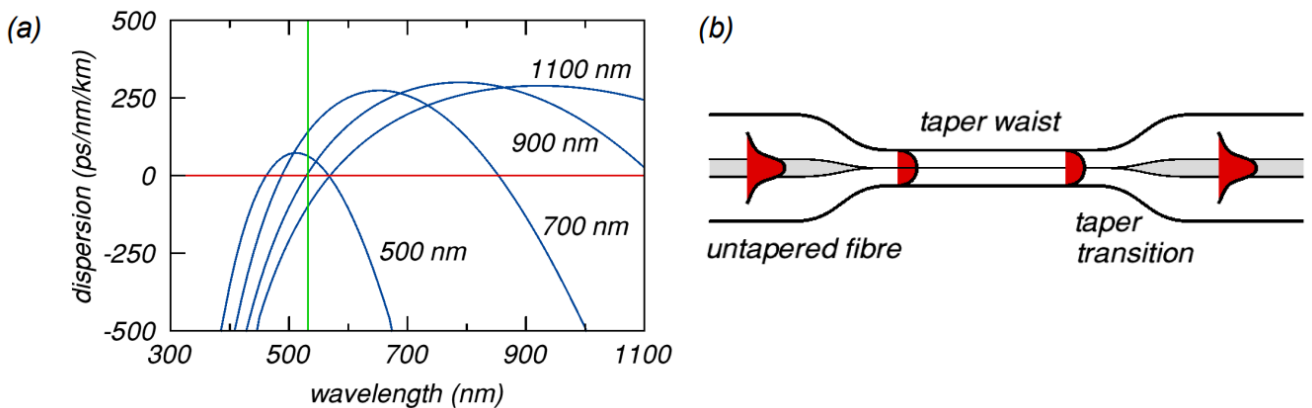 (a)
dispersion (ps/nm/km)
500
250
0
-250
-500
300
500
700
900
1100
wavelength (nm)
1100 nm
900 nm
700 nm
500 nm
(b)
taper waist
untapered fibre
taper
transition